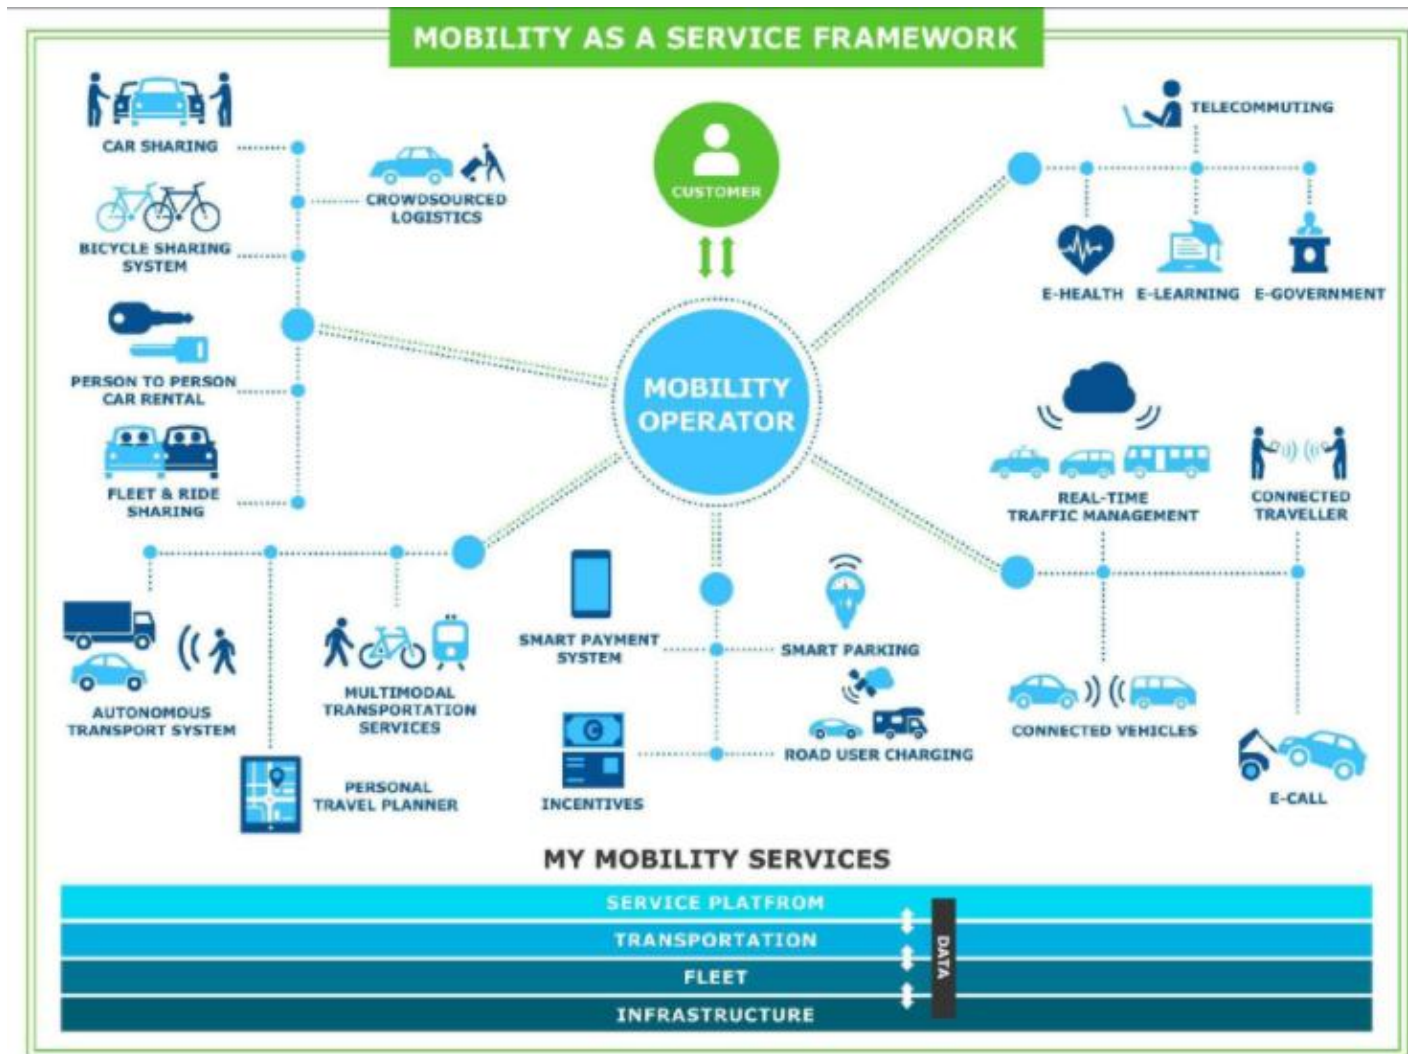 MOBILITY AS A SERVICE FRAMEWORK
CAR SHARING
CROWDSOURCED
LOGISTICS
BICYCLE SHARING
SYSTEM
PERSON TO PERSON
CAR RENTAL
FLEET & RIDE
SHARING
CUSTOMER
MOBILITY
OPERATOR
TELECOMMUTING
E-HEALTH
E-LEARNING
E-GOVERNMENT
REAL-TIME
TRAFFIC MANAGEMENT
CONNECTED
TRAVELLER
AUTONOMOUS
TRANSPORT SYSTEM
MULTIMODAL
TRANSPORTATION
SERVICES
PERSONAL
TRAVEL PLANNER
SMART PAYMENT
SYSTEM
SMART PARKING
INCENTIVES
ROAD USER CHARGING
CONNECTED VEHICLES
E-CALL
MY MOBILITY SERVICES
SERVICE PLATFROM
TRANSPORTATION
FLEET
INFRASTRUCTURE
DATA